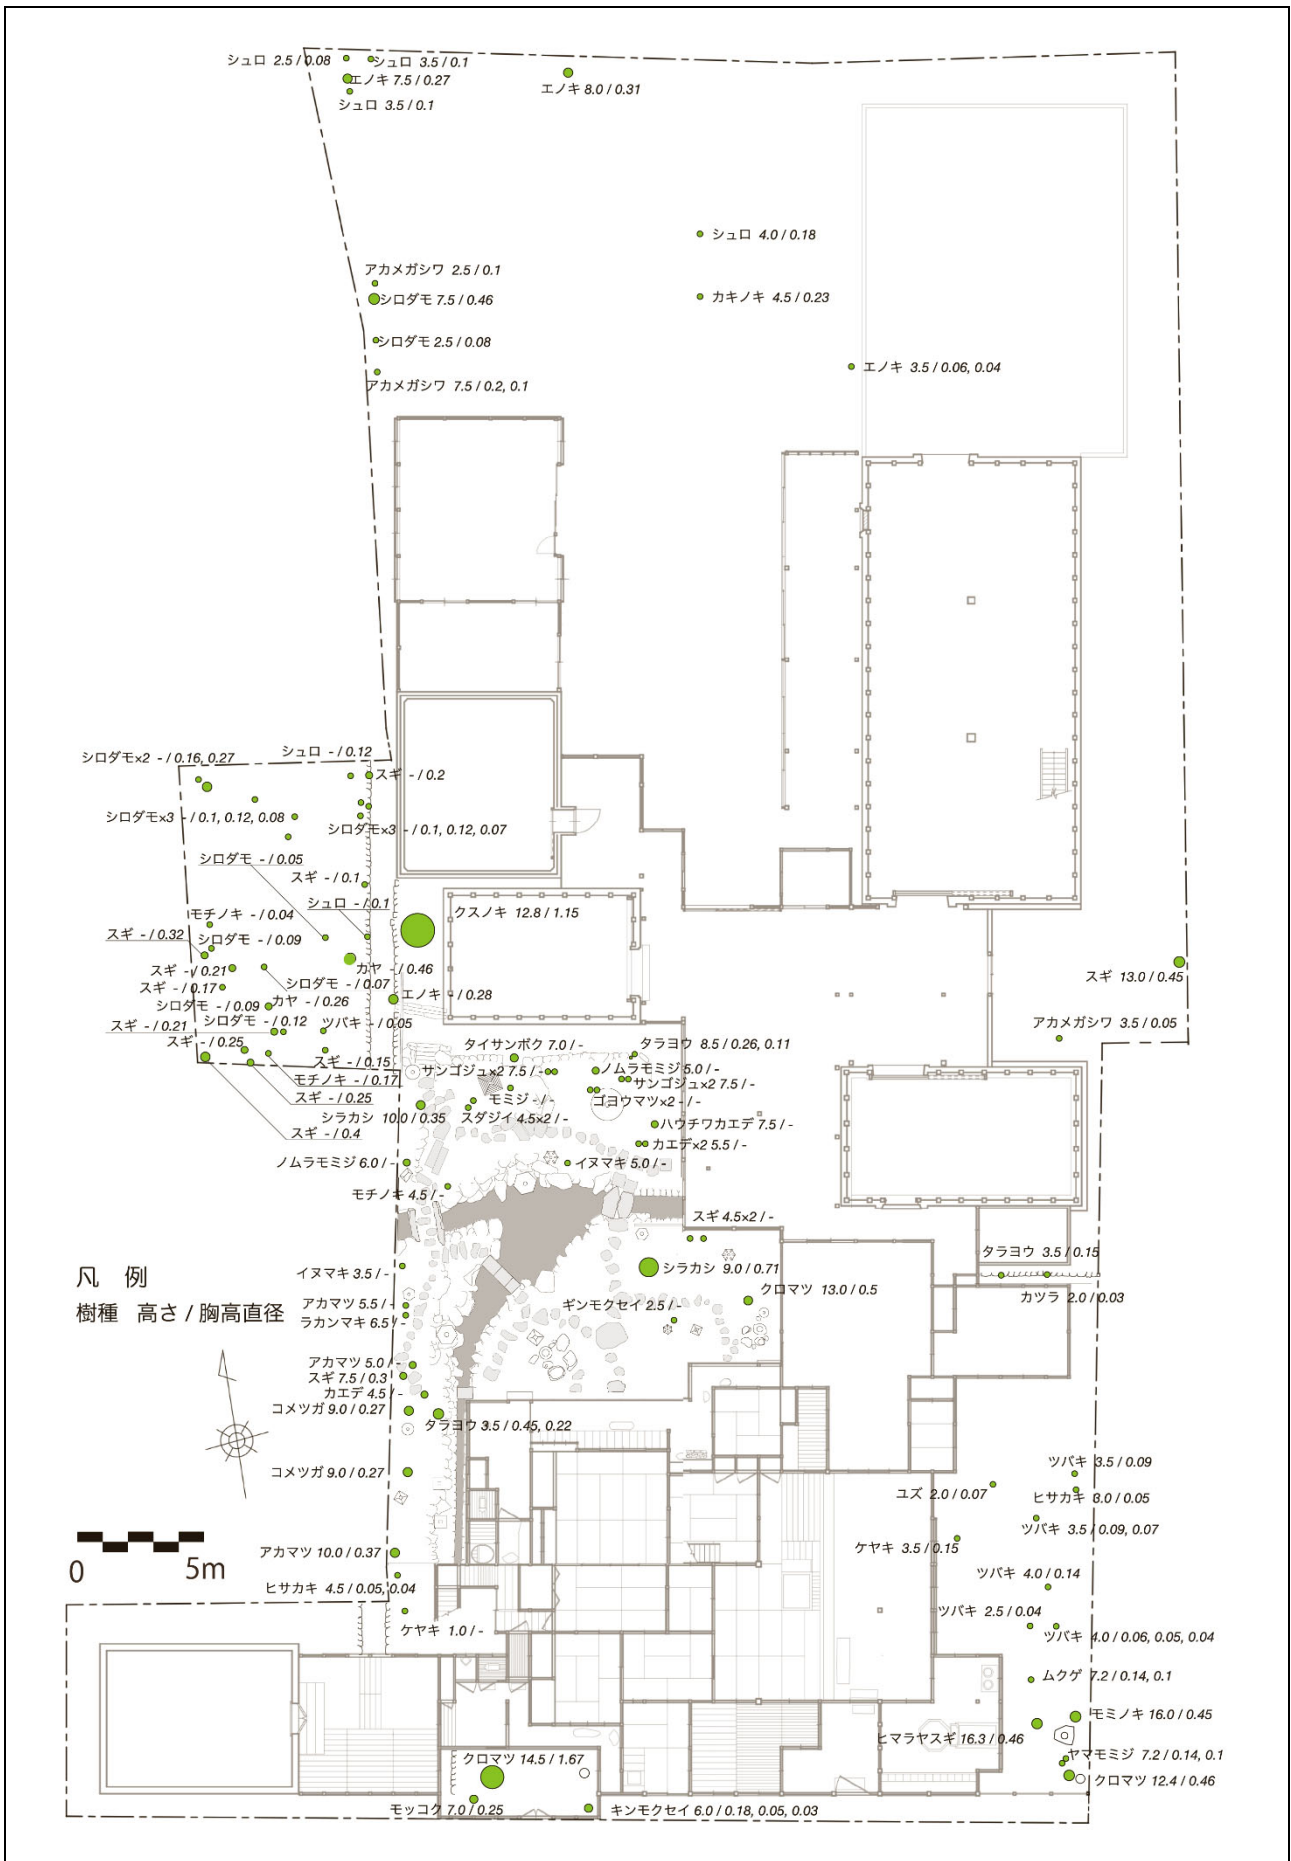 シュロ 2.5 / 0.08
シュロ 3.5 / 0.1
エノキ 7.5 / 0.27
シュロ 3.5 / 0.1
エノキ 8.0 / 0.31
シュロ 4.0 / 0.18
アカメガシワ 2.5 / 0.1
シロダモ 7.5 / 0.46
カキノキ 4.5 / 0.23
シロダモ 2.5 / 0.08
エノキ 3.5 / 0.06, 0.04
アカメガシワ 7.5 / 0.2, 0.1
シロダモ×2 - / 0.16, 0.27
シュロ - / 0.12
スギ - / 0.2
シロダモ×3 - / 0.1, 0.12, 0.08
シロダモ×3 - / 0.1, 0.12, 0.07
シロダモ - / 0.05
スギ - / 0.1
シュロ - / 0.1
モチノキ - / 0.04
クスノキ 12.8 / 1.15
スギ - / 0.32
シロダモ - / 0.09
スギ - / 0.21
カヤ - / 0.46
スギ - / 0.17
シロダモ - / 0.07
エノキ - / 0.28
シロダモ - / 0.09
カヤ - / 0.26
スギ - / 0.21
シロダモ - / 0.12
ツバキ - / 0.05
スギ - / 0.25
スギ - / 0.15
モチノキ - / 0.17
スギ - / 0.25
スギ - / 0.4
スギ 13.0 / 0.45
アカメガシワ 3.5 / 0.05
タイサンボク 7.0 / -
タラヨウ 8.5 / 0.26, 0.11
サンゴジュ×2 7.5 / -
ノムラモミジ 5.0 / -
サンゴジュ×2 7.5 / -
モミジ - / -
ゴヨウマツ×2 - / -
シラカシ 10.0 / 0.35
スダジイ 4.5×2 / -
ハウチワカエデ 7.5 / -
カエデ×2 5.5 / -
ノムラモミジ 6.0 / -
イヌマキ 5.0 / -
モチノキ 4.5 / -
スギ 4.5×2 / -
タラヨウ 3.5 / 0.15
シラカシ 9.0 / 0.71
イヌマキ 3.5 / -
クロマツ 13.0 / 0.5
カツラ 2.0 / 0.03
凡 例
樹種 高さ / 胸高直径
アカマツ 5.5 / -
ギンモクセイ 2.5 / -
ラカンマキ 6.5 / -
アカマツ 5.0 / -
スギ 7.5 / 0.3
カエデ 4.5 / -
コメツガ 9.0 / 0.27
タラヨウ 3.5 / 0.45, 0.22
コメツガ 9.0 / 0.27
ツバキ 3.5 / 0.09
ユズ 2.0 / 0.07
ヒサカキ 3.0 / 0.05
ツバキ 3.5 / 0.09, 0.07
ケヤキ 3.5 / 0.15
0 5m
アカマツ 10.0 / 0.37
ツバキ 4.0 / 0.14
ヒサカキ 4.5 / 0.05, 0.04
ツバキ 2.5 / 0.04
ケヤキ 1.0 / -
ツバキ 4.0 / 0.06, 0.05, 0.04
ムクゲ 7.2 / 0.14, 0.1
モミノキ 16.0 / 0.45
ヒマラヤスギ 16.3 / 0.46
クロマツ 14.5 / 1.67
ヤマモミジ 7.2 / 0.14, 0.1
クロマツ 12.4 / 0.46
モッコク 7.0 / 0.25
キンモクセイ 6.0 / 0.18, 0.05, 0.03